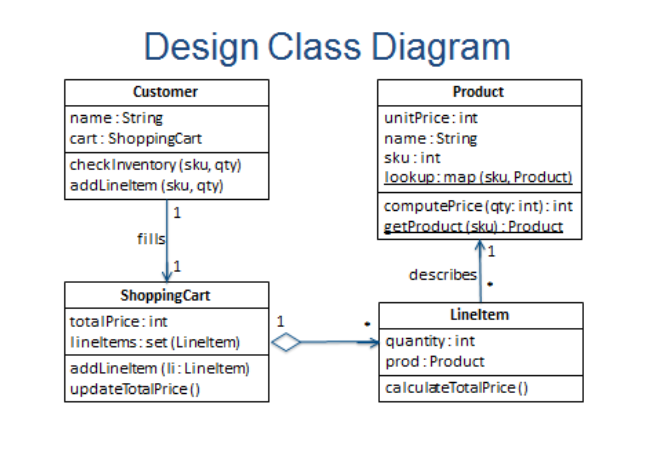 Design Class Diagram
Customer
name : String
cart : ShoppingCart
checkInventory (sku, qty)
addLineItem (sku, qty)
Product
unitPrice : int
name : String
sku : int
lookup : map (sku, Product)
computePrice (qty: int) : int
getProduct (sku) : Product
1
fills
1
1
describes
*
ShoppingCart
totalPrice : int
lineItems : set (LineItem)
addLineItem (li : LineItem)
updateTotalPrice ()
1
*
LineItem
quantity : int
prod : Product
calculateTotalPrice ()